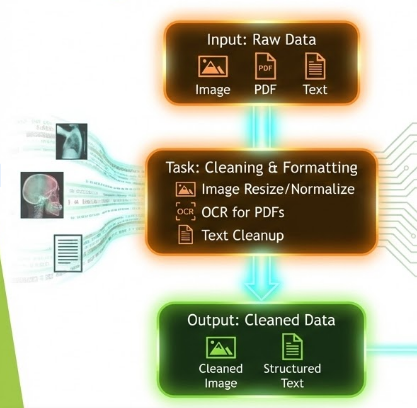 Input: Raw Data
PDF
Image PDF Text
Task: Cleaning & Formatting
Image Resize/Normalize
OCR OCR for PDFs
Text Cleanup
Output: Cleaned Data
Cleaned Structured
Image Text